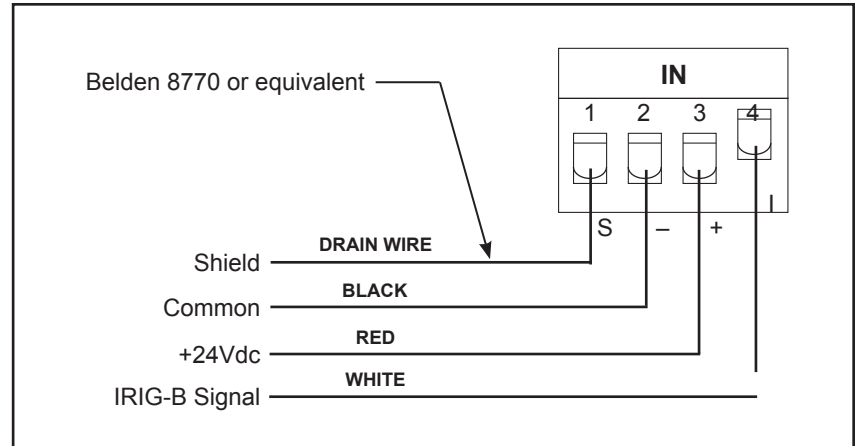 IN
Belden 8770 or equivalent
1 2 3 4
S – + I
DRAIN WIRE
Shield
BLACK
Common
RED
+24Vdc
WHITE
IRIG-B Signal